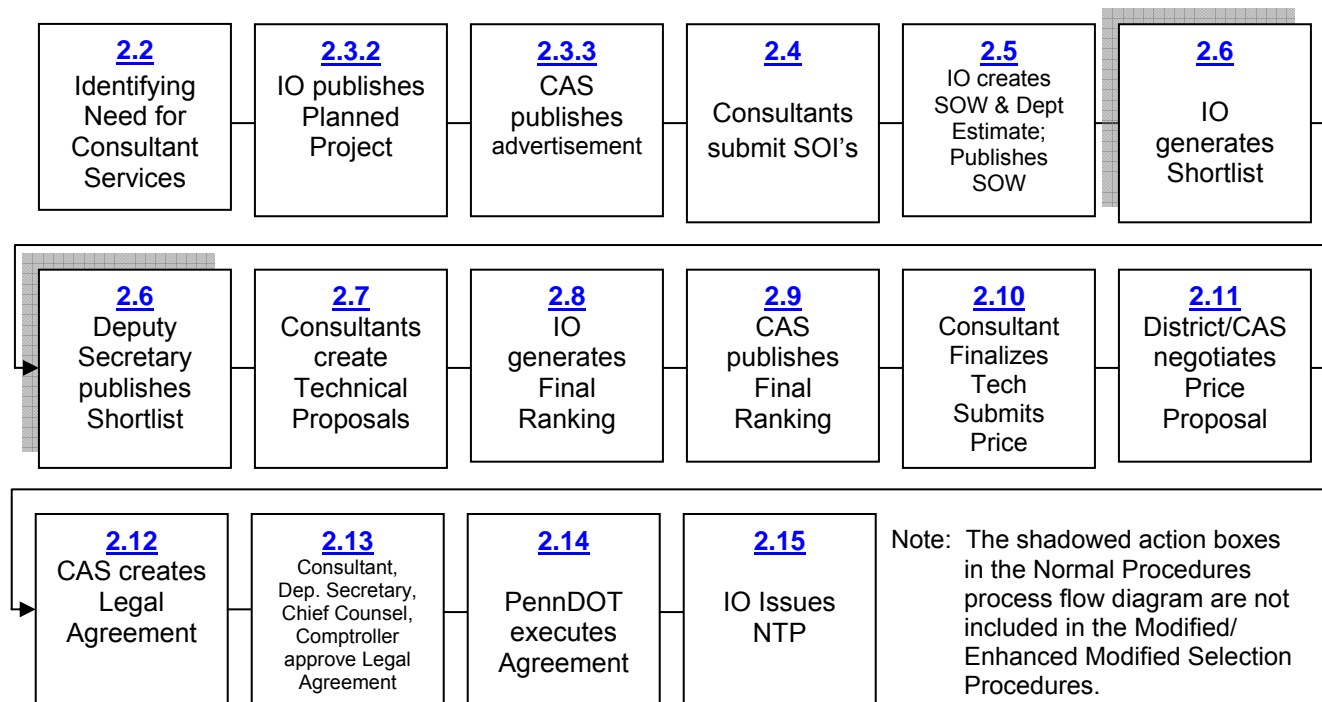 2.2
Identifying
Need for
Consultant
Services
2.3.2
IO publishes
Planned
Project
2.3.3
CAS
publishes
advertisement
2.4
Consultants
submit SOI's
2.5
IO creates
SOW & Dept
Estimate;
Publishes
SOW
2.6
IO
generates
Shortlist
2.6
Deputy
Secretary
publishes
Shortlist
2.7
Consultants
create
Technical
Proposals
2.8
IO
generates
Final
Ranking
2.9
CAS
publishes
Final
Ranking
2.10
Consultant
Finalizes
Tech
Submits
Price
2.11
District/CAS
negotiates
Price
Proposal
2.12
CAS creates
Legal
Agreement
2.13
Consultant,
Dep. Secretary,
Chief Counsel,
Comptroller
approve Legal
Agreement
2.14
PennDOT
executes
Agreement
2.15
IO Issues
NTP
Note: The shadowed action boxes
in the Normal Procedures
process flow diagram are not
included in the Modified/
Enhanced Modified Selection
Procedures.